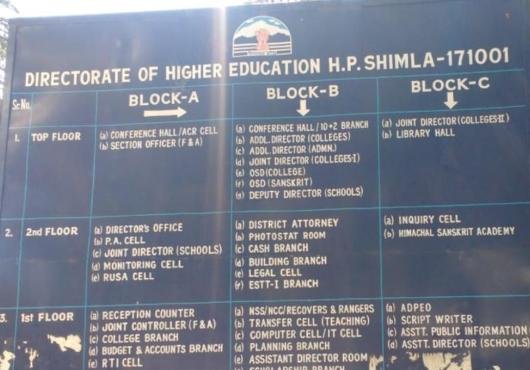 DIRECTORATE OF HIGHER EDUCATION H.P. SHIMLA-171001
Sr.No. BLOCK-A BLOCK-B BLOCK-C
1. TOP FLOOR
(a) CONFERENCE HALL/ACR CELL
(b) SECTION OFFICER (F & A)
(a) CONFERENCE HALL/10+2 BRANCH
(b) ADDL. DIRECTOR (COLLEGES)
(c) ADDL. DIRECTOR (ADMN.)
(d) JOINT DIRECTOR (COLLEGES-I)
(e) OSD (COLLEGE)
(f) OSD (SANSKRIT)
(g) DEPUTY DIRECTOR (SCHOOLS)
(a) JOINT DIRECTOR (COLLEGES-II)
(b) LIBRARY HALL
2. 2nd FLOOR
(a) DIRECTOR'S OFFICE
(b) P.A. CELL
(c) JOINT DIRECTOR (SCHOOLS)
(d) MONITORING CELL
(e) RUSA CELL
(a) DISTRICT ATTORNEY
(b) PHOTOSTAT ROOM
(c) CASH BRANCH
(d) BUILDING BRANCH
(e) LEGAL CELL
(f) ESTT-I BRANCH
(a) INQUIRY CELL
(b) HIMACHAL SANSKRIT ACADEMY
3. 1st FLOOR
(a) RECEPTION COUNTER
(b) JOINT CONTROLLER (F & A)
(c) COLLEGE BRANCH
(d) BUDGET & ACCOUNTS BRANCH
(e) RTI CELL
(a) NSS/NCC/RECOVERS & RANGERS
(b) TRANSFER CELL (TEACHING)
(c) COMPUTER CELL/IT CELL
(d) PLANNING BRANCH
(e) ASSISTANT DIRECTOR ROOM
SCHOLARSHIP BRANCH
(a) ADPEO
(b) SCRIPT WRITER
(c) ASSTT. PUBLIC INFORMATION
(d) ASSTT. DIRECTOR (SCHOOLS)